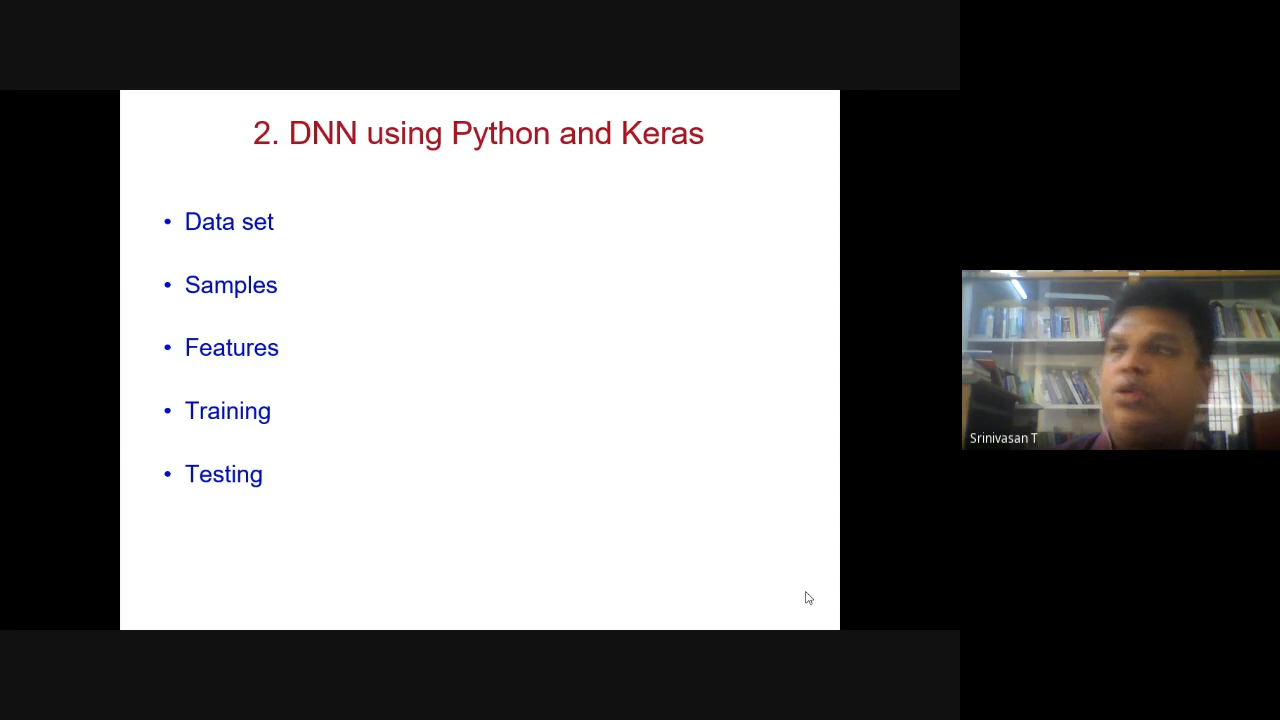 2. DNN using Python and Keras
• Data set
• Samples
• Features
• Training
• Testing
Srinivasan T